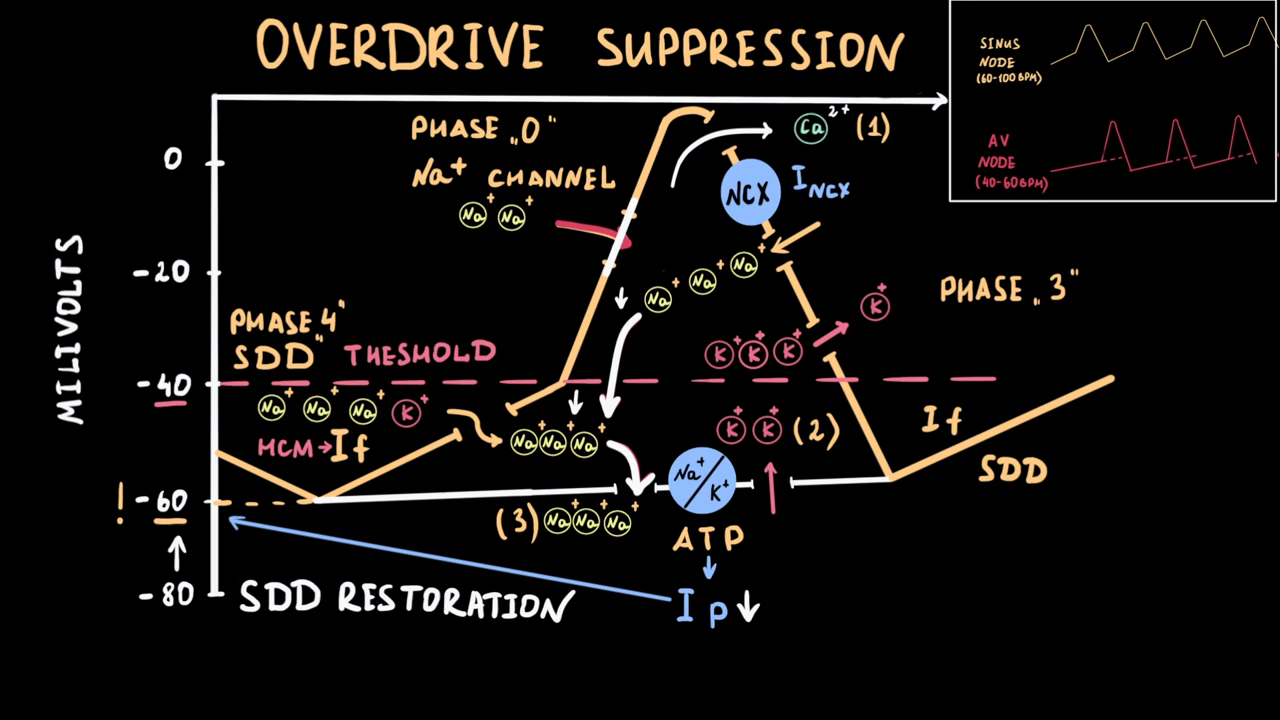 OVERDRIVE SUPPRESSION
SINUS
NODE
(60-100 BPM)
AV
NODE
(40-60 BPM)
MILIVOLTS
0
-20
-40
-60
-80
!
PHASE „0"
Na+ CHANNEL
Na+ Na+
Ca2+ (1)
NCX
I NCX
Na+ Na+ Na+
PHASE „3"
K+
K+ K+ K+
PHASE 4"
SDD"
THESHOLD
Na+ Na+ Na+ K+
MCM→If
Na+ Na+ Na+
K+ K+ (2)
If
SDD
Na+/K+
(3) Na+ Na+ Na+
ATP
↓
Ip↓
SDD RESTORATION